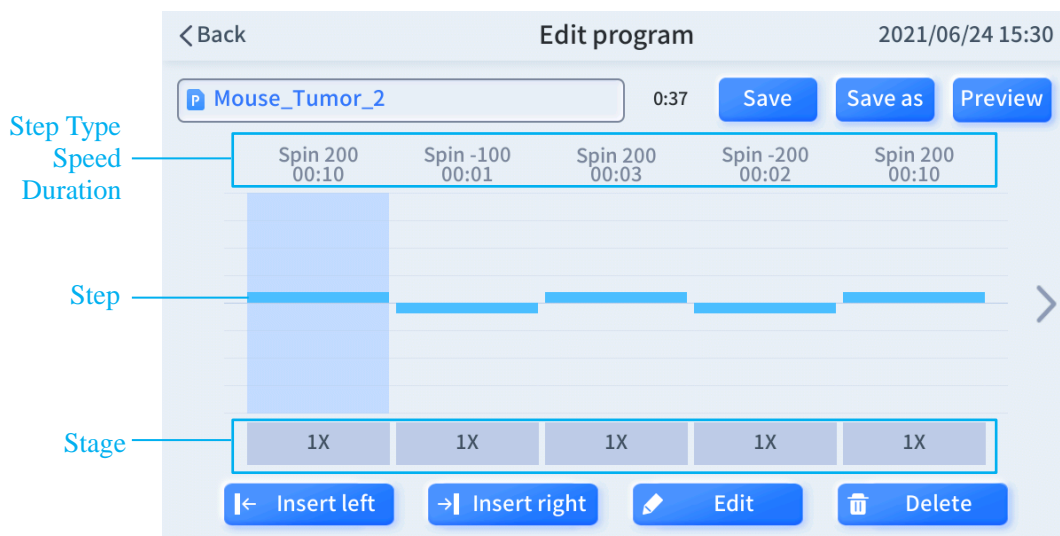 Back
Edit program
2021/06/24 15:30
P Mouse_Tumor_2
0:37
Save
Save as
Preview
Step Type
Speed
Duration
Spin 200
00:10
Spin -100
00:01
Spin 200
00:03
Spin -200
00:02
Spin 200
00:10
Step
Stage
1X
1X
1X
1X
1X
Insert left
Insert right
Edit
Delete